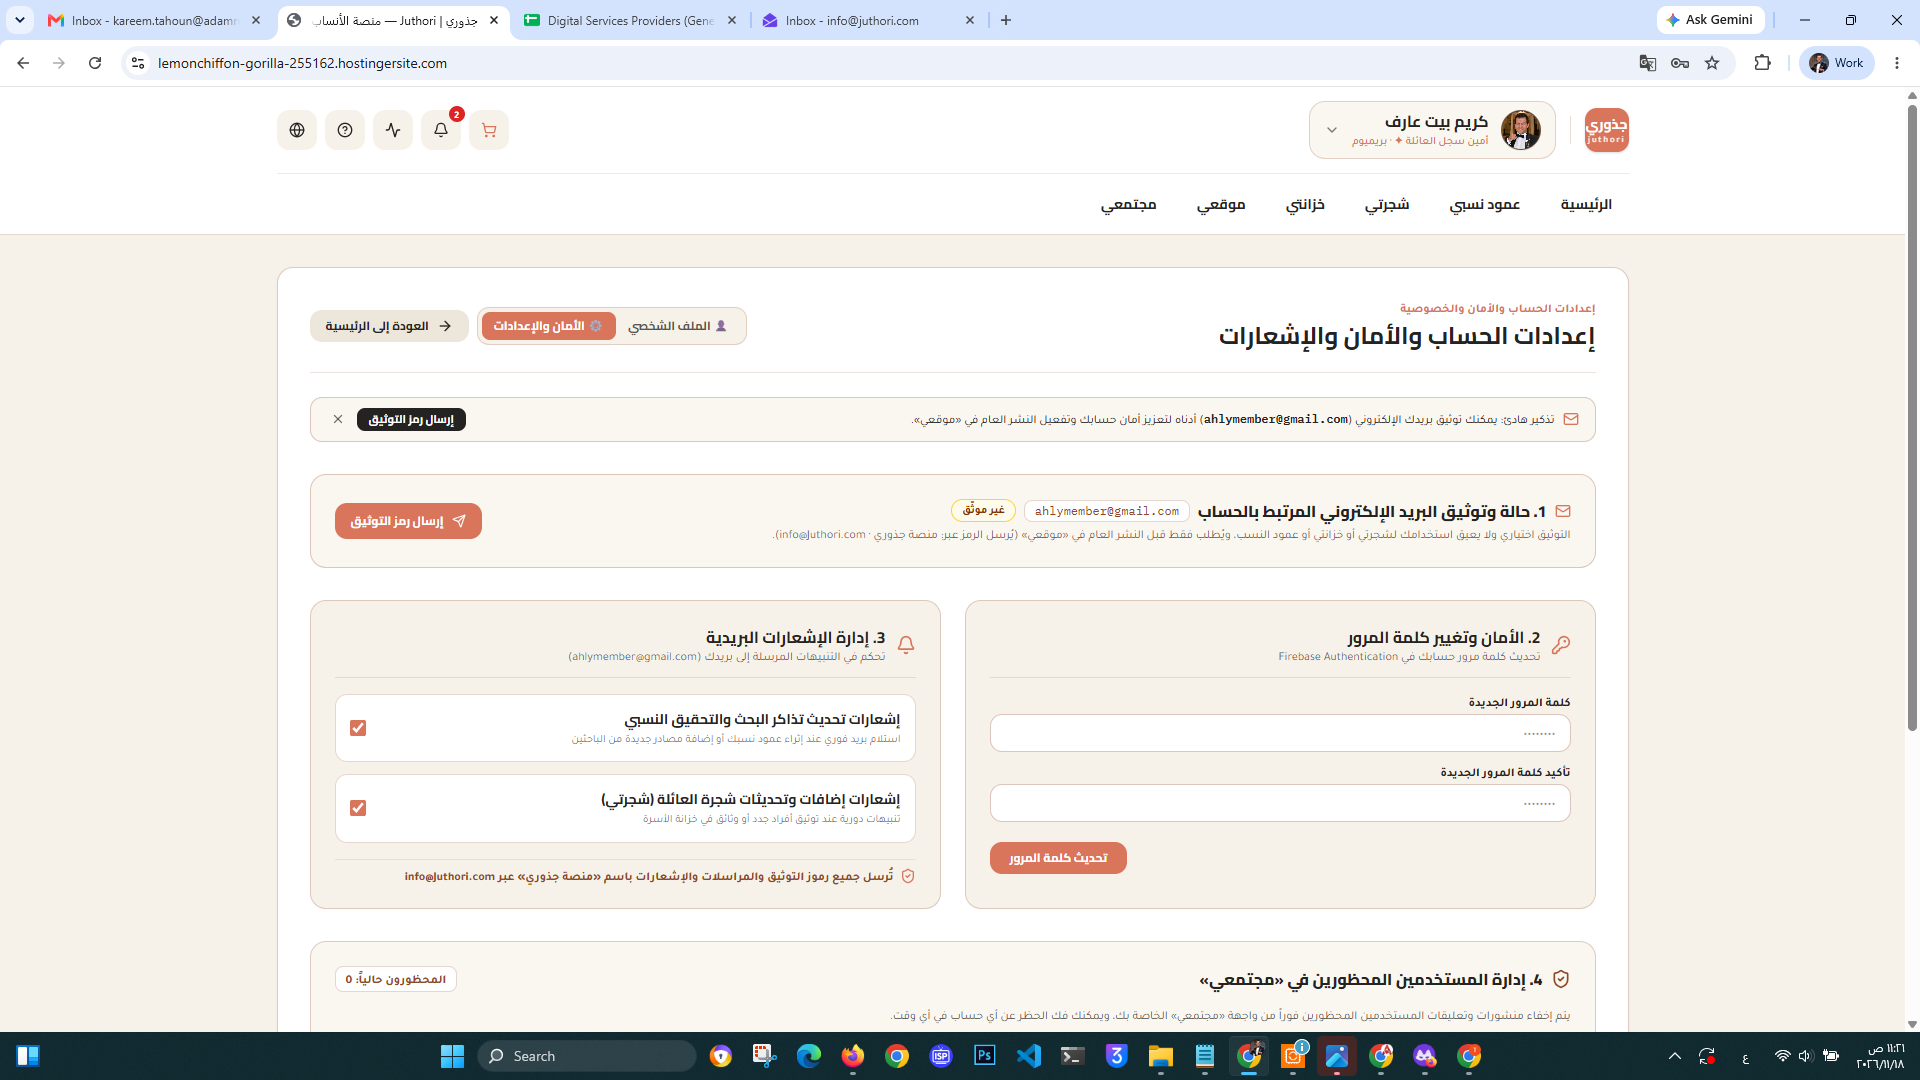 Inbox - kareem.tahoun@adamn
جذوري | Juthori — منصة الأنساب
Digital Services Providers (Gene
Inbox - info@juthori.com
Ask Gemini
lemonchiffon-gorilla-255162.hostingersite.com
Work
جذوري
juthori
كريم بيت عارف
أمين سجل العائلة ✦ · بريميوم
2
الرئيسية
عمود نسبي
شجرتي
خزانتي
موقعي
مجتمعي
إعدادات الحساب والأمان والخصوصية
إعدادات الحساب والأمان والإشعارات
👤 الملف الشخصي
⚙️ الأمان والإعدادات
العودة إلى الرئيسية
تذكير هادئ: يمكنك توثيق بريدك الإلكتروني (ahlymember@gmail.com) أدناه لتعزيز أمان حسابك وتفعيل النشر العام في «موقعي».
إرسال رمز التوثيق
1. حالة وتوثيق البريد الإلكتروني المرتبط بالحساب
ahlymember@gmail.com
غير موثّق
التوثيق اختياري ولا يعيق استخدامك لشجرتي أو خزانتي أو عمود النسب، ويُطلب فقط قبل النشر العام في «موقعي» (يُرسل الرمز عبر: منصة جذوري · info@Juthori.com).
إرسال رمز التوثيق
2. الأمان وتغيير كلمة المرور
تحديث كلمة مرور حسابك في Firebase Authentication
كلمة المرور الجديدة
........
تأكيد كلمة المرور الجديدة
........
تحديث كلمة المرور
3. إدارة الإشعارات البريدية
تحكم في التنبيهات المرسلة إلى بريدك (ahlymember@gmail.com)
إشعارات تحديث تذاكر البحث والتحقيق النسبي
استلام بريد فوري عند إثراء عمود نسبك أو إضافة مصادر جديدة من الباحثين
إشعارات إضافات وتحديثات شجرة العائلة (شجرتي)
تنبيهات دورية عند توثيق أفراد جدد أو وثائق في خزانة الأسرة
تُرسل جميع رموز التوثيق والمراسلات والإشعارات باسم «منصة جذوري» عبر info@Juthori.com
4. إدارة المستخدمين المحظورين في «مجتمعي»
المحظورون حالياً: 0
يتم إخفاء منشورات وتعليقات المستخدمين المحظورين فوراً من واجهة «مجتمعي» الخاصة بك، ويمكنك فك الحظر عن أي حساب في أي وقت.
Search
ع
١١:٢١ ص
٢٠٢٦/١١/١٨